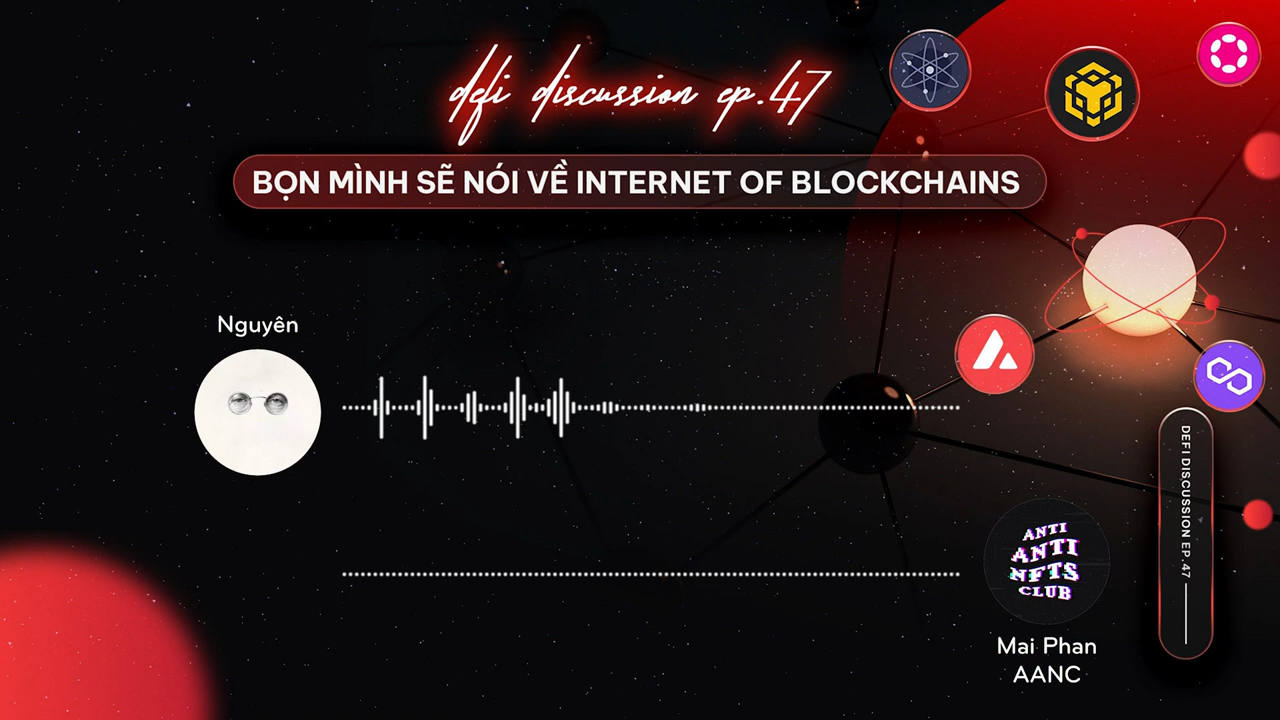 defi discussion ep.47
BỌN MÌNH SẼ NÓI VỀ INTERNET OF BLOCKCHAINS
Nguyên
DEFI DISCUSSION EP.47
ANTI
ANTI
NFTS
CLUB
Mai Phan
AANC